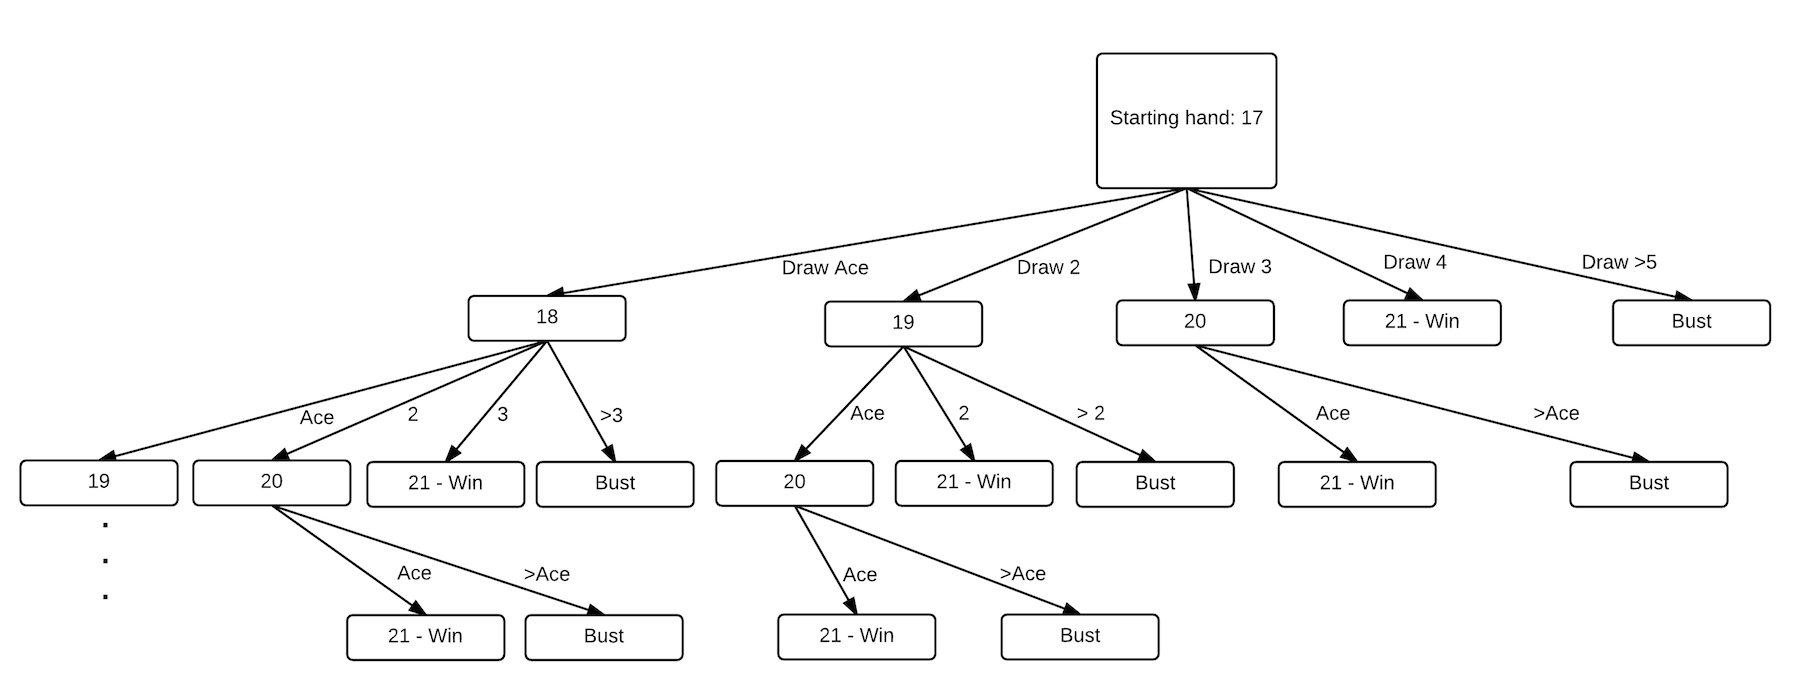 Starting hand: 17
Draw Ace
Draw 2
Draw 3
Draw 4
Draw >5
18
19
20
21 - Win
Bust
Ace
2
3
>3
Ace
2
> 2
Ace
>Ace
19
20
21 - Win
Bust
20
21 - Win
Bust
21 - Win
Bust
Ace
>Ace
Ace
>Ace
21 - Win
Bust
21 - Win
Bust